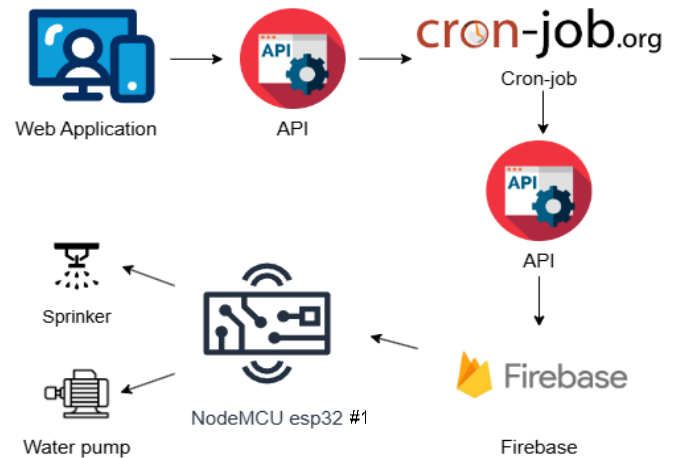 API
cron-job.org
Cron-job
Web Application
API
API
API
Sprinker
Firebase
NodeMCU esp32 #1
Water pump
Firebase